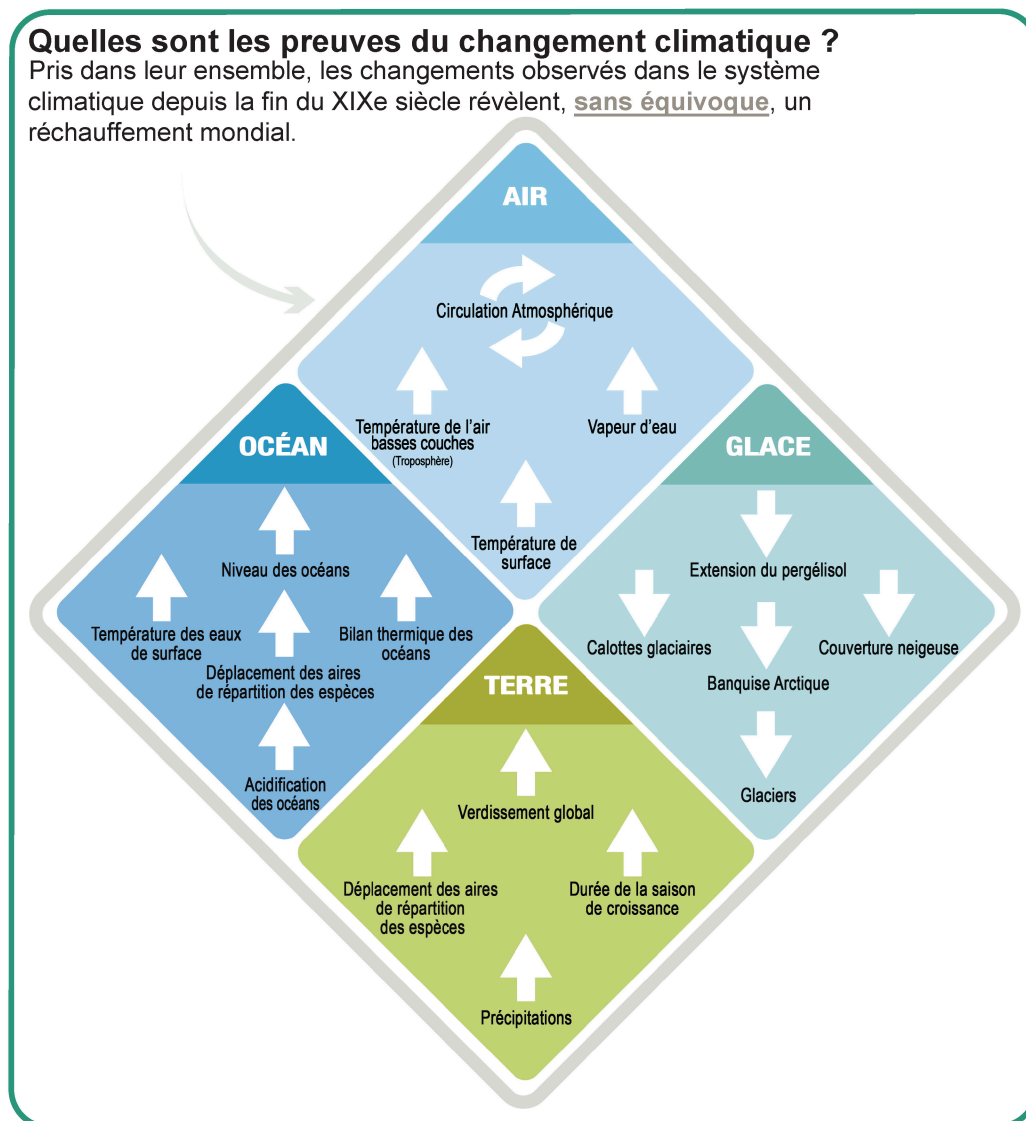 Quelles sont les preuves du changement climatique ?
Pris dans leur ensemble, les changements observés dans le système
climatique depuis la fin du XIXe siècle révèlent, sans équivoque, un
réchauffement mondial.
AIR
Circulation Atmosphérique
Température de l'air
basses couches
(Troposphère)
Vapeur d'eau
Température de
surface
OCÉAN
Niveau des océans
Température des eaux
de surface
Bilan thermique des
océans
Déplacement des aires
de répartition des espèces
Acidification
des océans
GLACE
Extension du pergélisol
Calottes glaciaires
Couverture neigeuse
Banquise Arctique
Glaciers
TERRE
Verdissement global
Déplacement des aires
de répartition
des espèces
Durée de la saison
de croissance
Précipitations